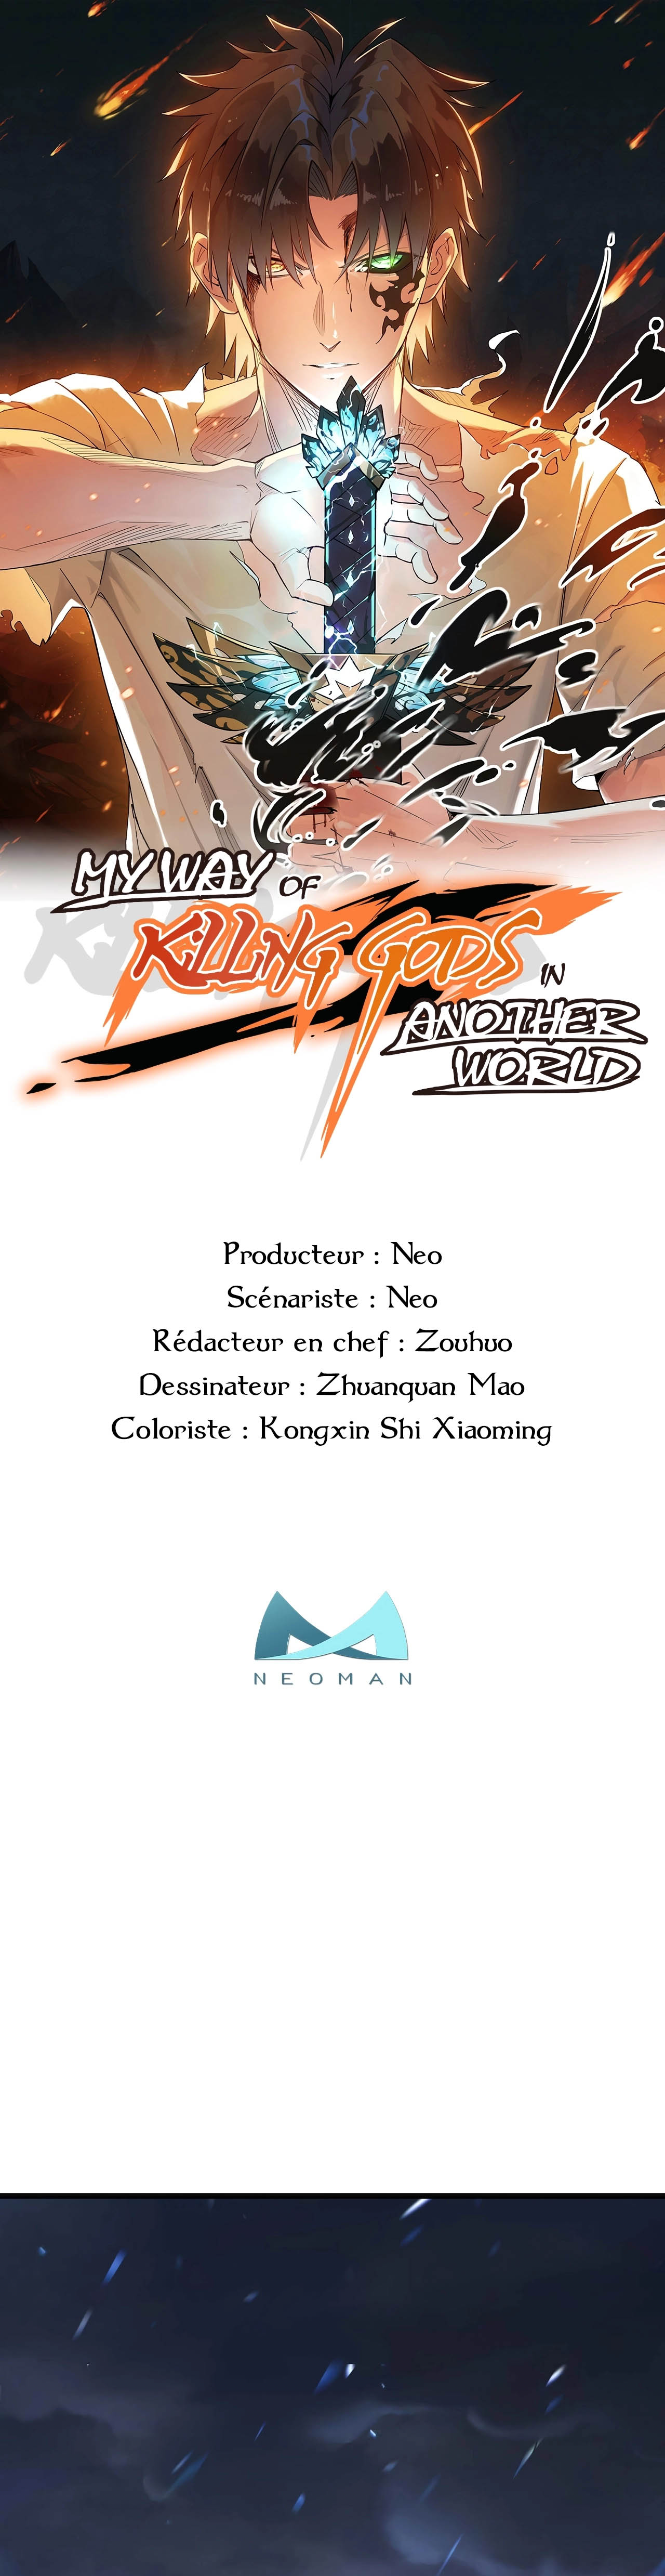 MY WAY OF
KILLING GODS IN
ANOTHER
WORLD
Producteur : Neo
Scénariste : Neo
Rédacteur en chef : Zouhuo
Dessinateur : Zhuanquan Mao
Coloriste : Kongxin Shi Xiaoming
NEOMAN